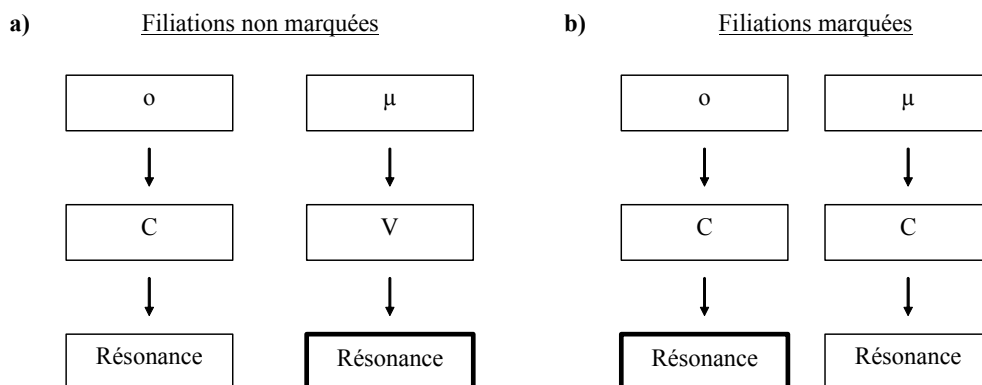 a) Filiations non marquées b) Filiations marquées
o µ o µ
C V C C
Résonance Résonance Résonance Résonance